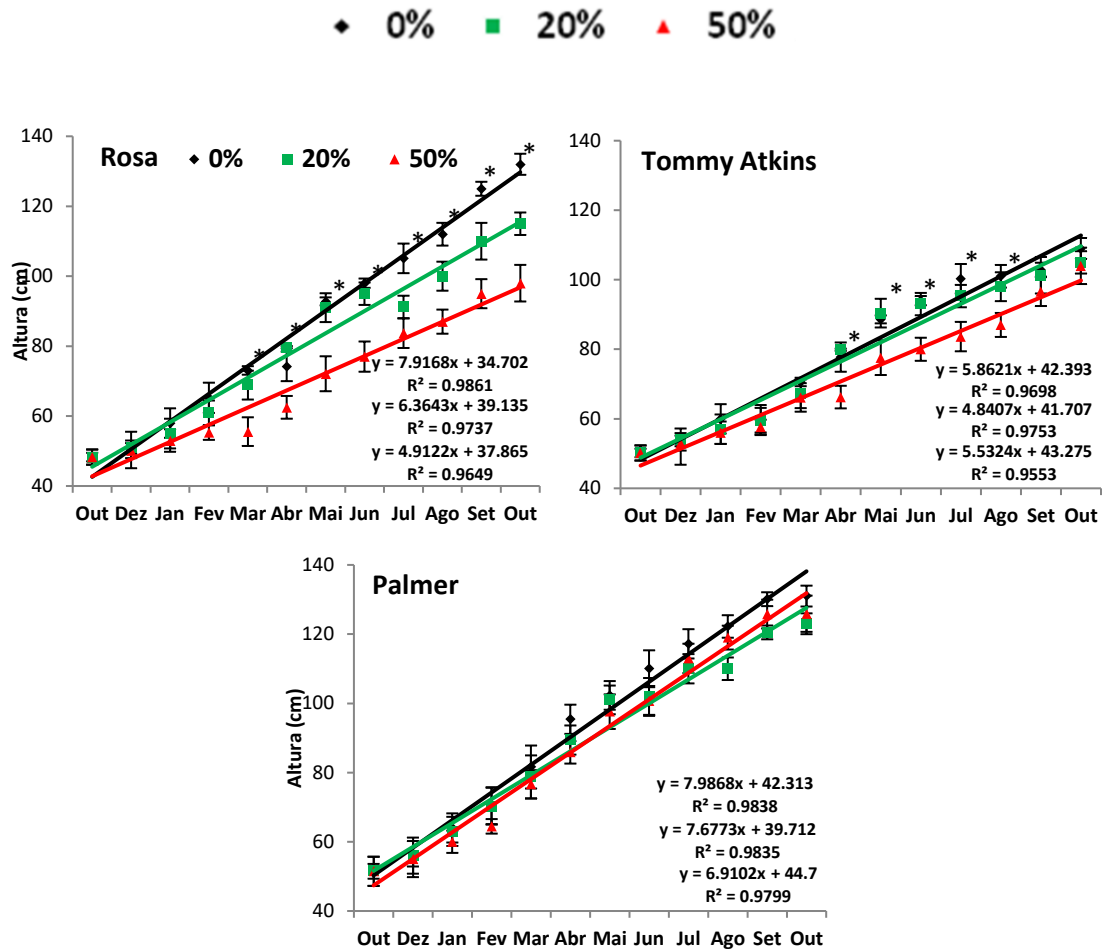 0% 20% 50%
Rosa 0% 20% 50%
Altura (cm)
140
120
100
80
60
40
* * * * * * * *
y = 7.9168x + 34.702
R² = 0.9861
y = 6.3643x + 39.135
R² = 0.9737
y = 4.9122x + 37.865
R² = 0.9649
Out Dez Jan Fev Mar Abr Mai Jun Jul Ago Set Out
Tommy Atkins
140
120
100
80
60
40
* * * * *
y = 5.8621x + 42.393
R² = 0.9698
y = 4.8407x + 41.707
R² = 0.9753
y = 5.5324x + 43.275
R² = 0.9553
Out Dez Jan Fev Mar Abr Mai Jun Jul Ago Set Out
Palmer
Altura (cm)
140
120
100
80
60
40
y = 7.9868x + 42.313
R² = 0.9838
y = 7.6773x + 39.712
R² = 0.9835
y = 6.9102x + 44.7
R² = 0.9799
Out Dez Jan Fev Mar Abr Mai Jun Jul Ago Set Out